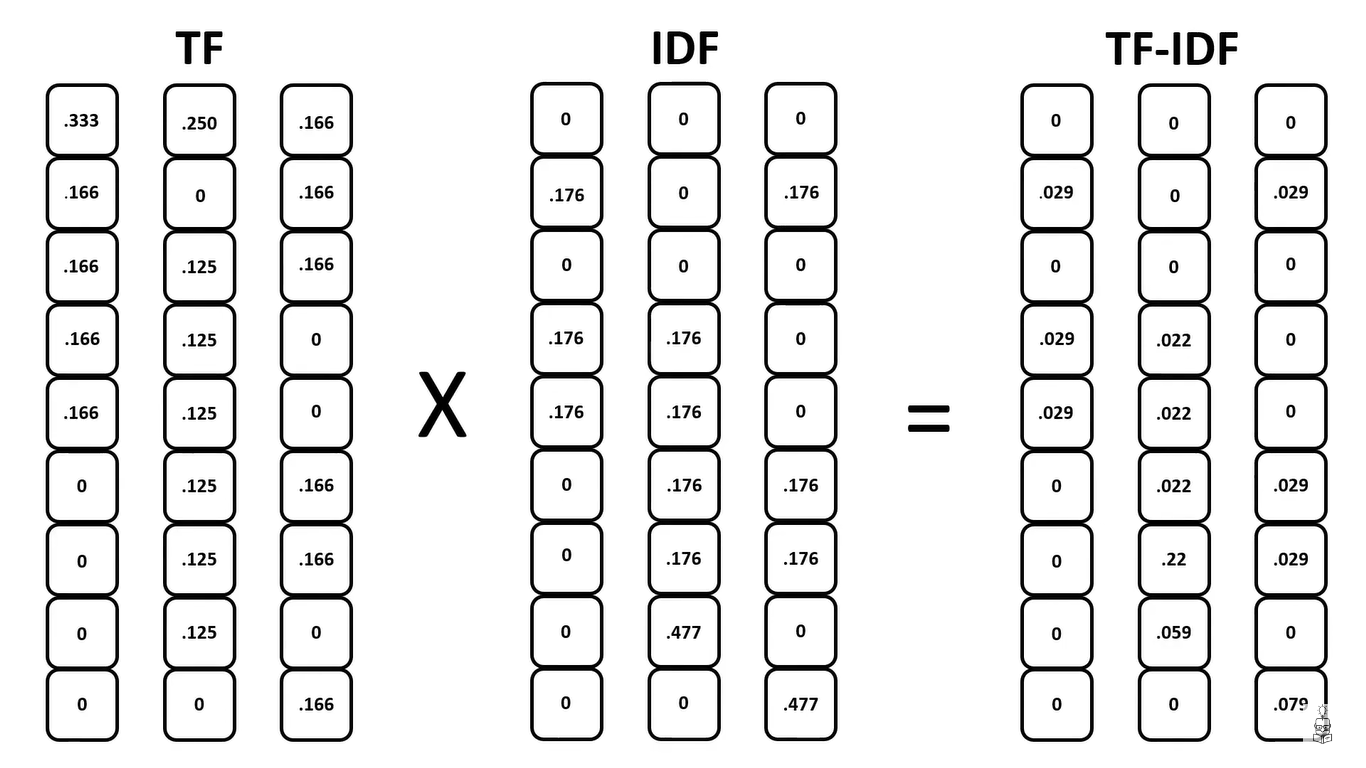 TF IDF TF-IDF
.333 .250 .166 0 0 0 0 0 0
.166 0 .166 .176 0 .176 .029 0 .029
.166 .125 .166 0 0 0 0 0 0
.166 .125 0 .176 .176 0 .029 .022 0
.166 .125 0 X .176 .176 0 = .029 .022 0
0 .125 .166 0 .176 .176 0 .022 .029
0 .125 .166 0 .176 .176 0 .22 .029
0 .125 0 0 .477 0 0 .059 0
0 0 .166 0 0 .477 0 0 .079